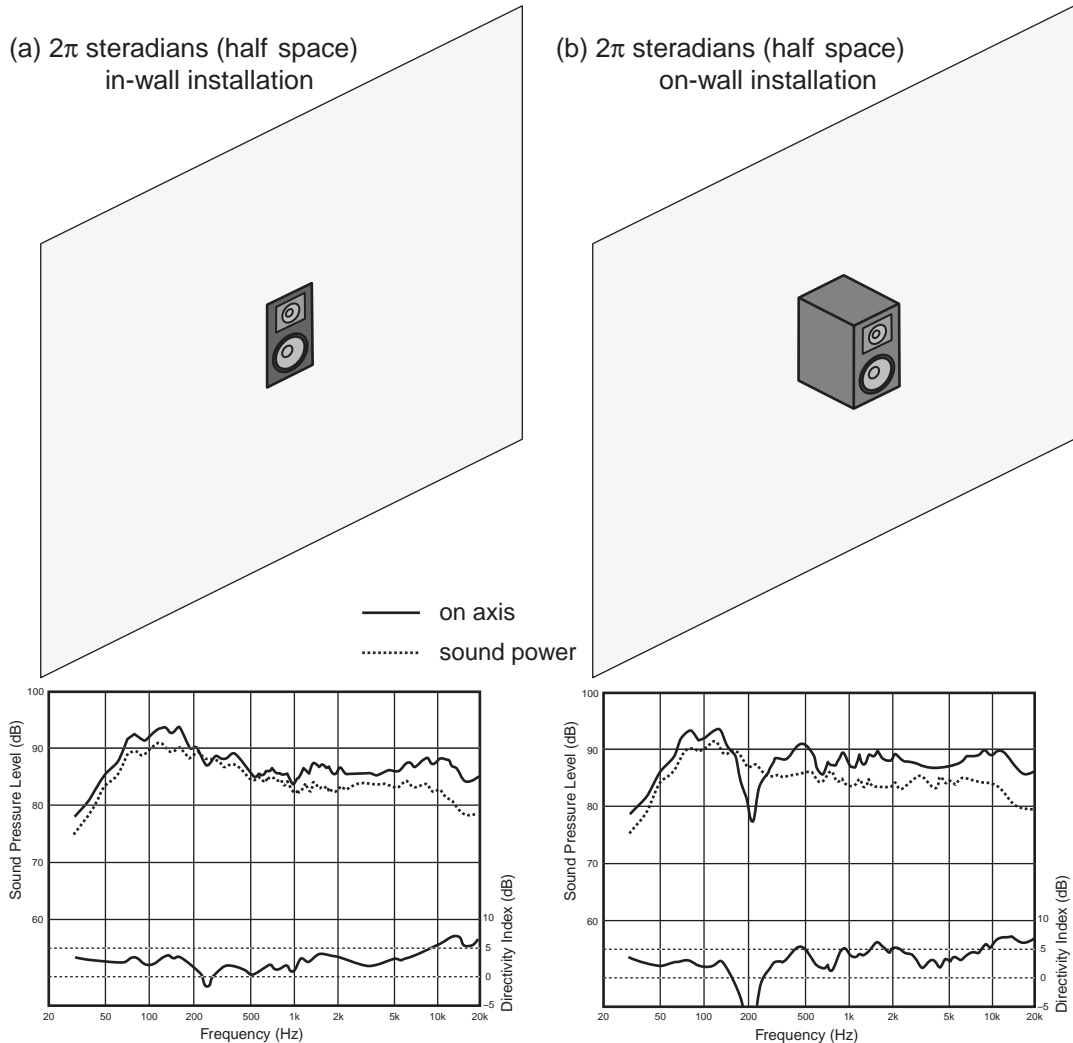 (a) 2π steradians (half space)
in-wall installation
(b) 2π steradians (half space)
on-wall installation
on axis
sound power
Sound Pressure Level (dB)
100
90
80
70
60
10
5
0
–5
Directivity Index (dB)
20 50 100 200 500 1k 2k 5k 10k 20k
Frequency (Hz)
Sound Pressure Level (dB)
100
90
80
70
60
10
5
0
–5
Directivity Index (dB)
20 50 100 200 500 1k 2k 5k 10k 20k
Frequency (Hz)